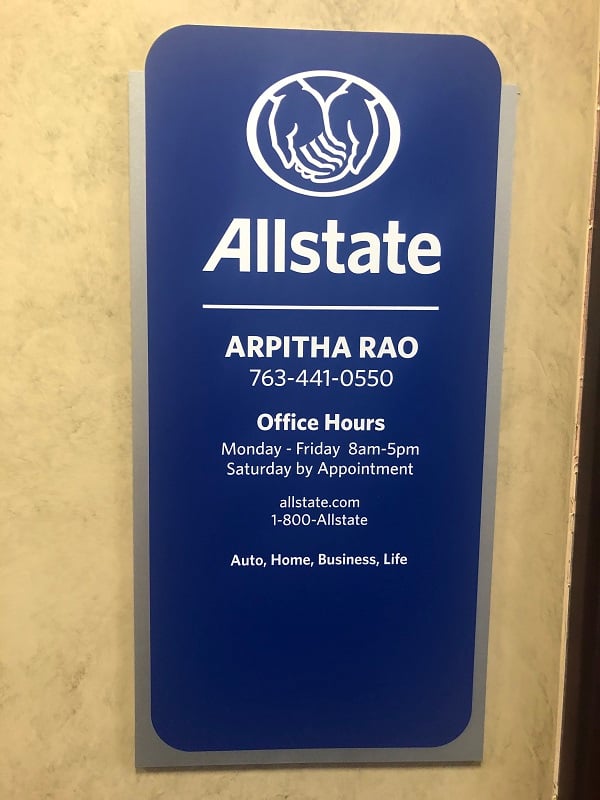 Allstate
ARPITHA RAO
763-441-0550
Office Hours
Monday - Friday 8am-5pm
Saturday by Appointment
allstate.com
1-800-Allstate
Auto, Home, Business, Life